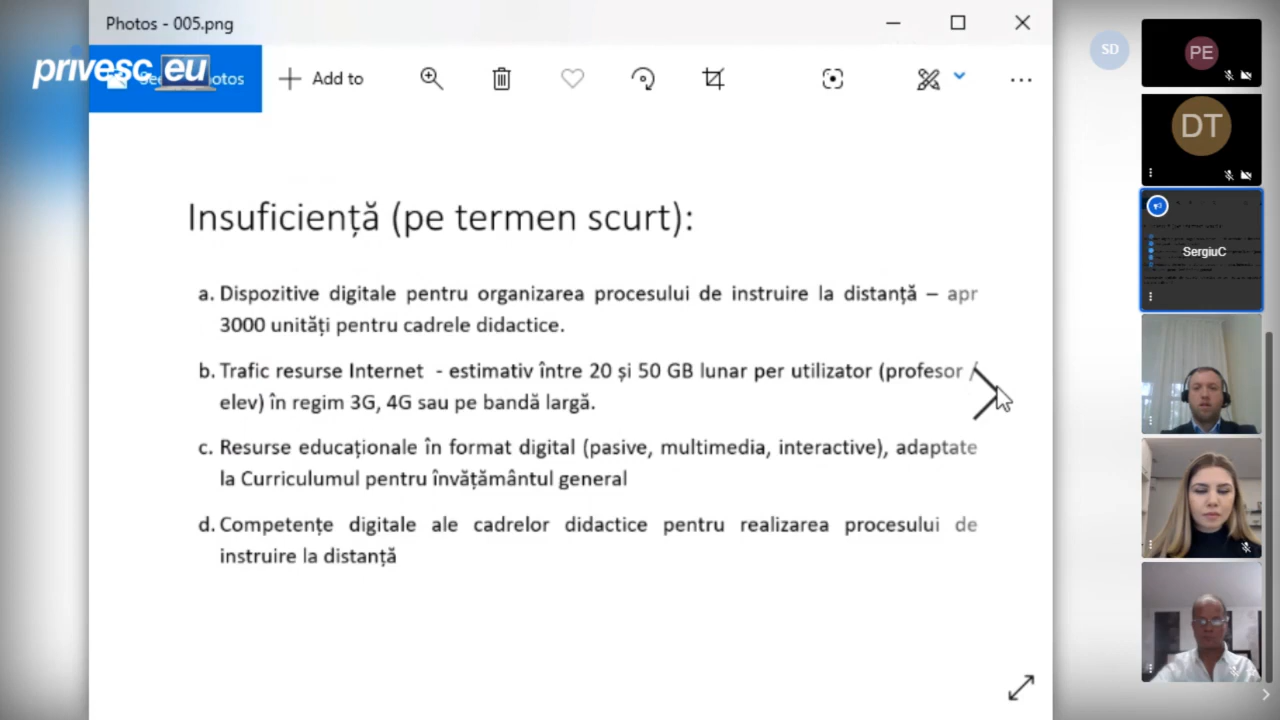 Photos - 005.png
privesc.eu
Add to
Insuficiență (pe termen scurt):
a. Dispozitive digitale pentru organizarea procesului de instruire la distanță – apr
3000 unități pentru cadrele didactice.
b. Trafic resurse Internet - estimativ între 20 și 50 GB lunar per utilizator (profesor /
elev) în regim 3G, 4G sau pe bandă largă.
c. Resurse educaționale în format digital (pasive, multimedia, interactive), adaptate
la Curriculumul pentru învățământul general
d. Competențe digitale ale cadrelor didactice pentru realizarea procesului de
instruire la distanță
SD
PE
DT
SergiuC